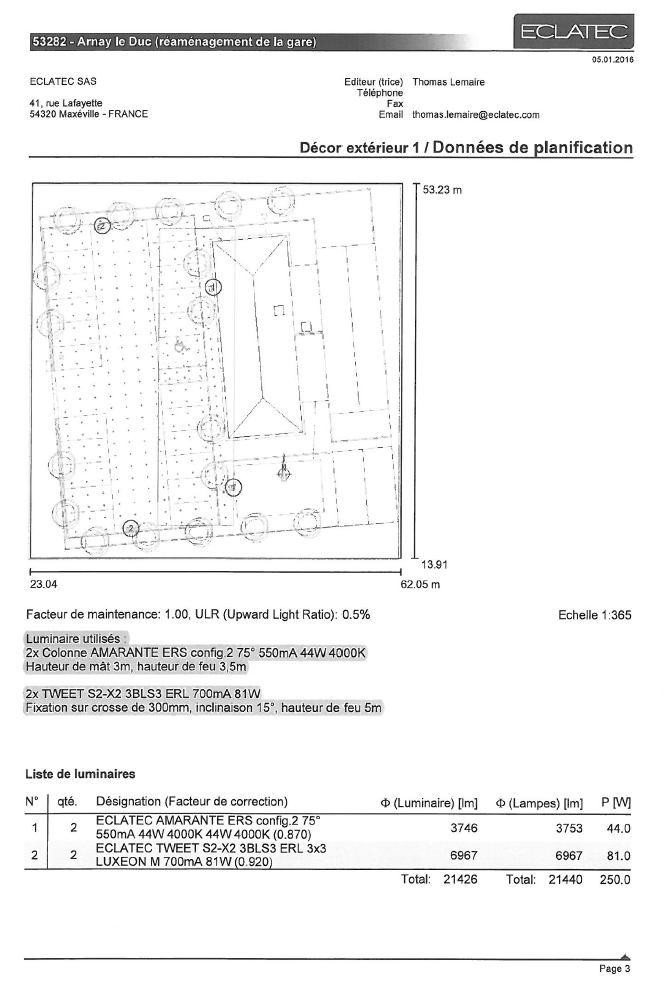 53282 - Arnay le Duc (réaménagement de la gare)
ECLATEC
05.01.2016
ECLATEC SAS
41, rue Lafayette
54320 Maxéville - FRANCE
Editeur (trice) Thomas Lemaire
Téléphone
Fax
Email thomas.lemaire@eclatec.com
Décor extérieur 1 / Données de planification
53.23 m
2
1
1
2
13.91
23.04
62.05 m
Facteur de maintenance: 1.00, ULR (Upward Light Ratio): 0.5%
Echelle 1:365
Luminaire utilisés :
2x Colonne AMARANTE ERS config.2 75° 550mA 44W 4000K
Hauteur de mât 3m, hauteur de feu 3,5m
2x TWEET S2-X2 3BLS3 ERL 700mA 81W
Fixation sur crosse de 300mm, inclinaison 15°, hauteur de feu 5m
Liste de luminaires
N° qté. Désignation (Facteur de correction) Φ (Luminaire) [lm] Φ (Lampes) [lm] P [W]
1 2 ECLATEC AMARANTE ERS config.2 75° 3746 3753 44.0
550mA 44W 4000K 44W 4000K (0.870)
2 2 ECLATEC TWEET S2-X2 3BLS3 ERL 3x3 6967 6967 81.0
LUXEON M 700mA 81W (0.920)
Total: 21426 Total: 21440 250.0
Page 3